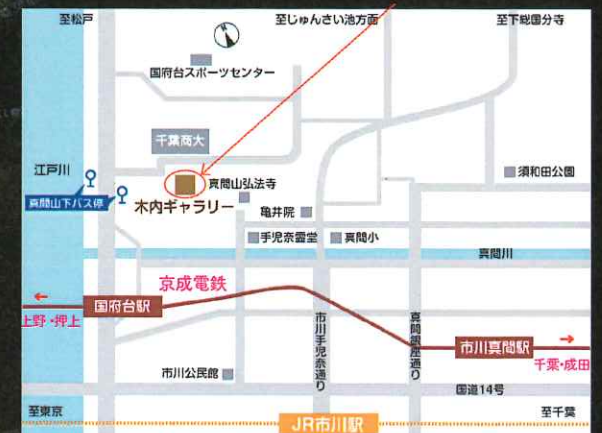 至松戸
至じゅんさい池方面
至下総国分寺
国府台スポーツセンター
千葉商大
江戸川
真間山弘法寺
須和田公園
真間山下バス停
木内ギャラリー
亀井院
手児奈霊堂
真間小
真間川
京成電鉄
国府台駅
上野・押上
市川手児奈通り
真間銀座通り
市川真間駅
千葉・成田
市川公民館
国道14号
至東京
至千葉
JR市川駅